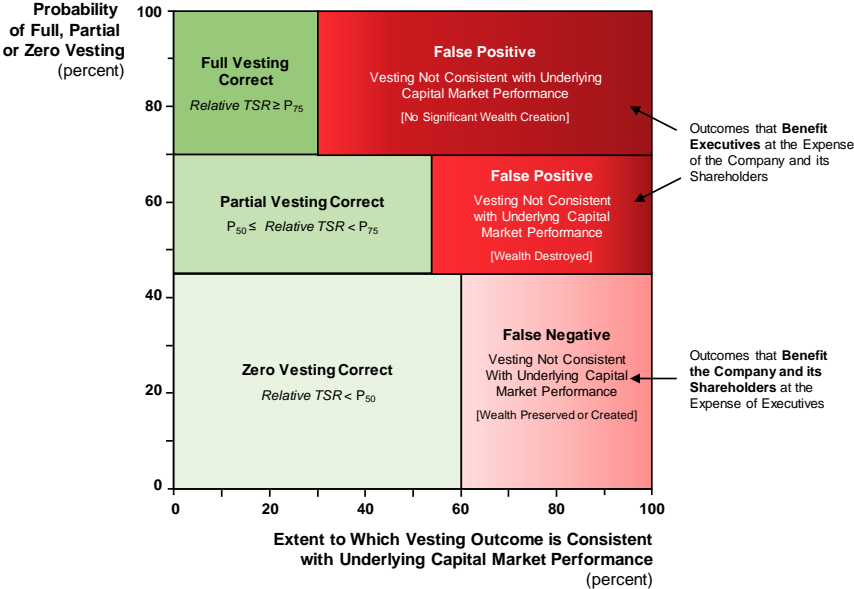 Probability
of Full, Partial
or Zero Vesting
(percent)
100
80
60
40
20
0
Full Vesting
Correct
Relative TSR ≥ P75
False Positive
Vesting Not Consistent with Underlying
Capital Market Performance
[No Significant Wealth Creation]
Partial Vesting Correct
P50 ≤ Relative TSR < P75
False Positive
Vesting Not Consistent
with Underlyng Capital
Market Performance
[Wealth Destroyed]
Zero Vesting Correct
Relative TSR < P50
False Negative
Vesting Not Consistent
With Underlying Capital
Market Performance
[Wealth Preserved or Created]
Outcomes that Benefit
Executives at the Expense
of the Company and its
Shareholders
Outcomes that Benefit
the Company and its
Shareholders at the
Expense of Executives
0 20 40 60 80 100
Extent to Which Vesting Outcome is Consistent
with Underlying Capital Market Performance
(percent)